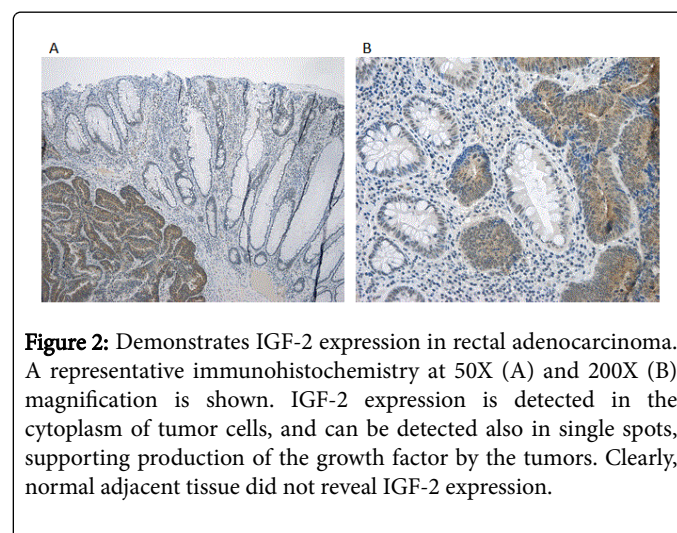 A
B
Figure 2: Demonstrates IGF-2 expression in rectal adenocarcinoma.
A representative immunohistochemistry at 50X (A) and 200X (B)
magnification is shown. IGF-2 expression is detected in the
cytoplasm of tumor cells, and can be detected also in single spots,
supporting production of the growth factor by the tumors. Clearly,
normal adjacent tissue did not reveal IGF-2 expression.